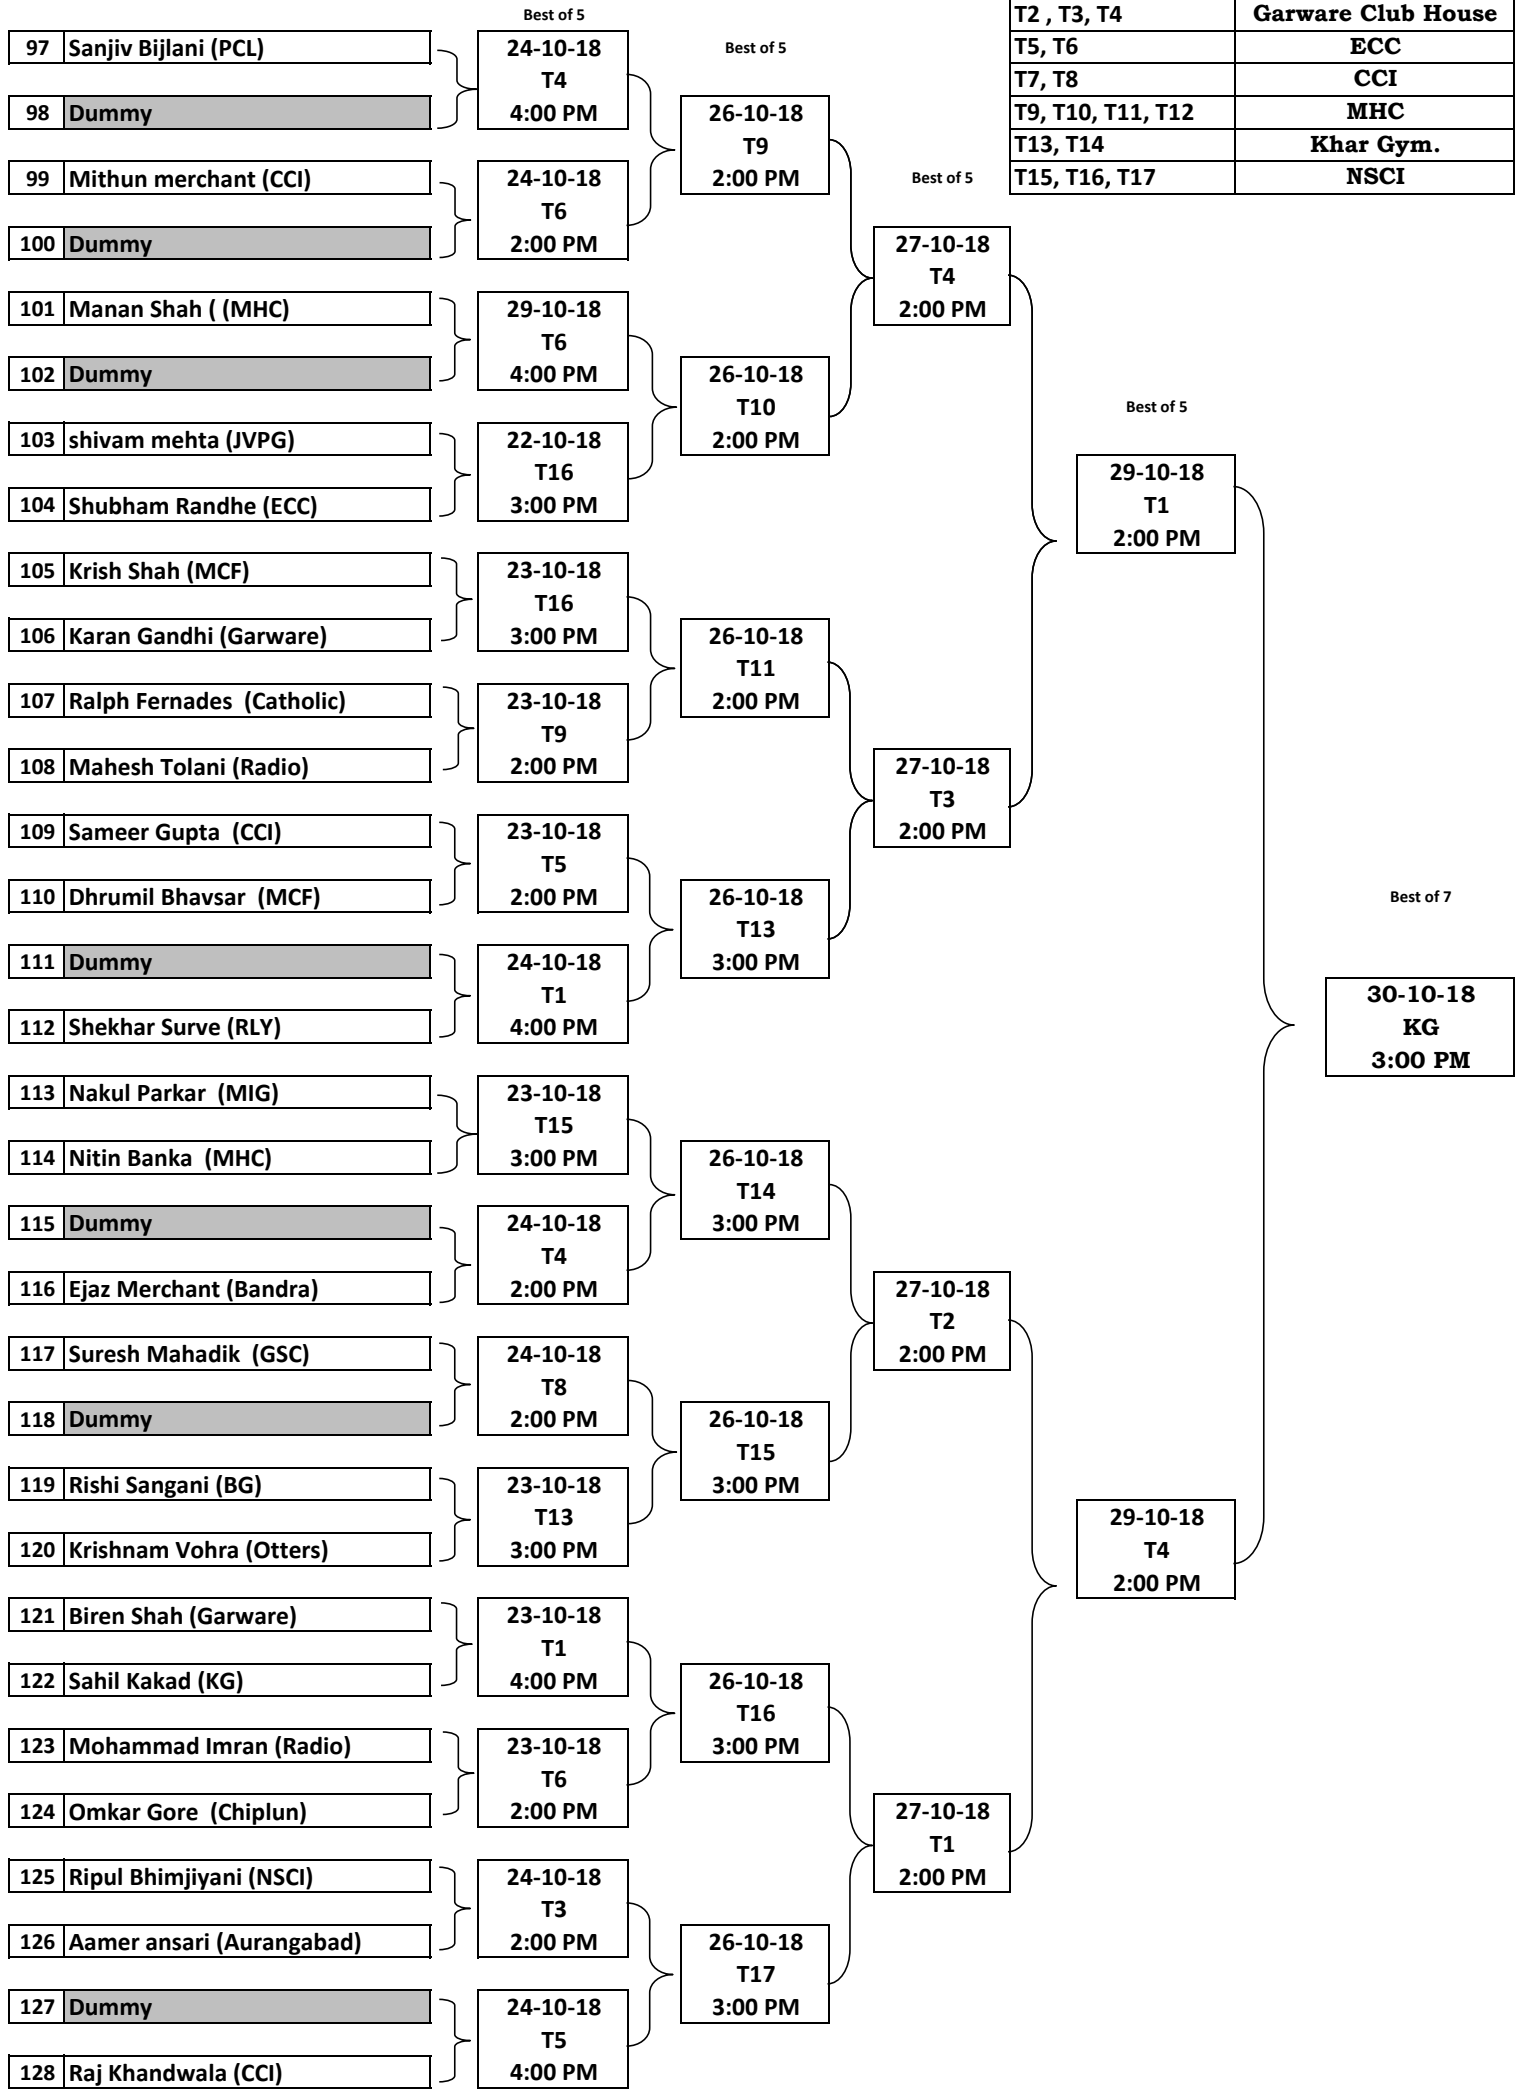 Best of 5
T2 , T3, T4 Garware Club House
97 Sanjiv Bijlani (PCL) 24-10-18 Best of 5 T5, T6 ECC
T4 T7, T8 CCI
98 Dummy 4:00 PM 26-10-18 T9, T10, T11, T12 MHC
T9 T13, T14 Khar Gym.
99 Mithun merchant (CCI) 24-10-18 2:00 PM Best of 5 T15, T16, T17 NSCI
T6
100 Dummy 2:00 PM 27-10-18
T4
101 Manan Shah ( (MHC) 29-10-18 2:00 PM
T6
102 Dummy 4:00 PM 26-10-18
T10 Best of 5
103 shivam mehta (JVPG) 22-10-18 2:00 PM
T16 29-10-18
104 Shubham Randhe (ECC) 3:00 PM T1
2:00 PM
105 Krish Shah (MCF) 23-10-18
T16
106 Karan Gandhi (Garware) 3:00 PM 26-10-18
T11
107 Ralph Fernades (Catholic) 23-10-18 2:00 PM
T9
108 Mahesh Tolani (Radio) 2:00 PM 27-10-18
T3
109 Sameer Gupta (CCI) 23-10-18 2:00 PM
T5
110 Dhrumil Bhavsar (MCF) 2:00 PM 26-10-18 Best of 7
T13
111 Dummy 24-10-18 3:00 PM
T1 30-10-18
112 Shekhar Surve (RLY) 4:00 PM KG
3:00 PM
113 Nakul Parkar (MIG) 23-10-18
T15
114 Nitin Banka (MHC) 3:00 PM 26-10-18
T14
115 Dummy 24-10-18 3:00 PM
T4
116 Ejaz Merchant (Bandra) 2:00 PM 27-10-18
T2
117 Suresh Mahadik (GSC) 24-10-18 2:00 PM
T8
118 Dummy 2:00 PM 26-10-18
T15
119 Rishi Sangani (BG) 23-10-18 3:00 PM
T13 29-10-18
120 Krishnam Vohra (Otters) 3:00 PM T4
2:00 PM
121 Biren Shah (Garware) 23-10-18
T1
122 Sahil Kakad (KG) 4:00 PM 26-10-18
T16
123 Mohammad Imran (Radio) 23-10-18 3:00 PM
T6
124 Omkar Gore (Chiplun) 2:00 PM 27-10-18
T1
125 Ripul Bhimjiyani (NSCI) 24-10-18 2:00 PM
T3
126 Aamer ansari (Aurangabad) 2:00 PM 26-10-18
T17
127 Dummy 24-10-18 3:00 PM
T5
128 Raj Khandwala (CCI) 4:00 PM